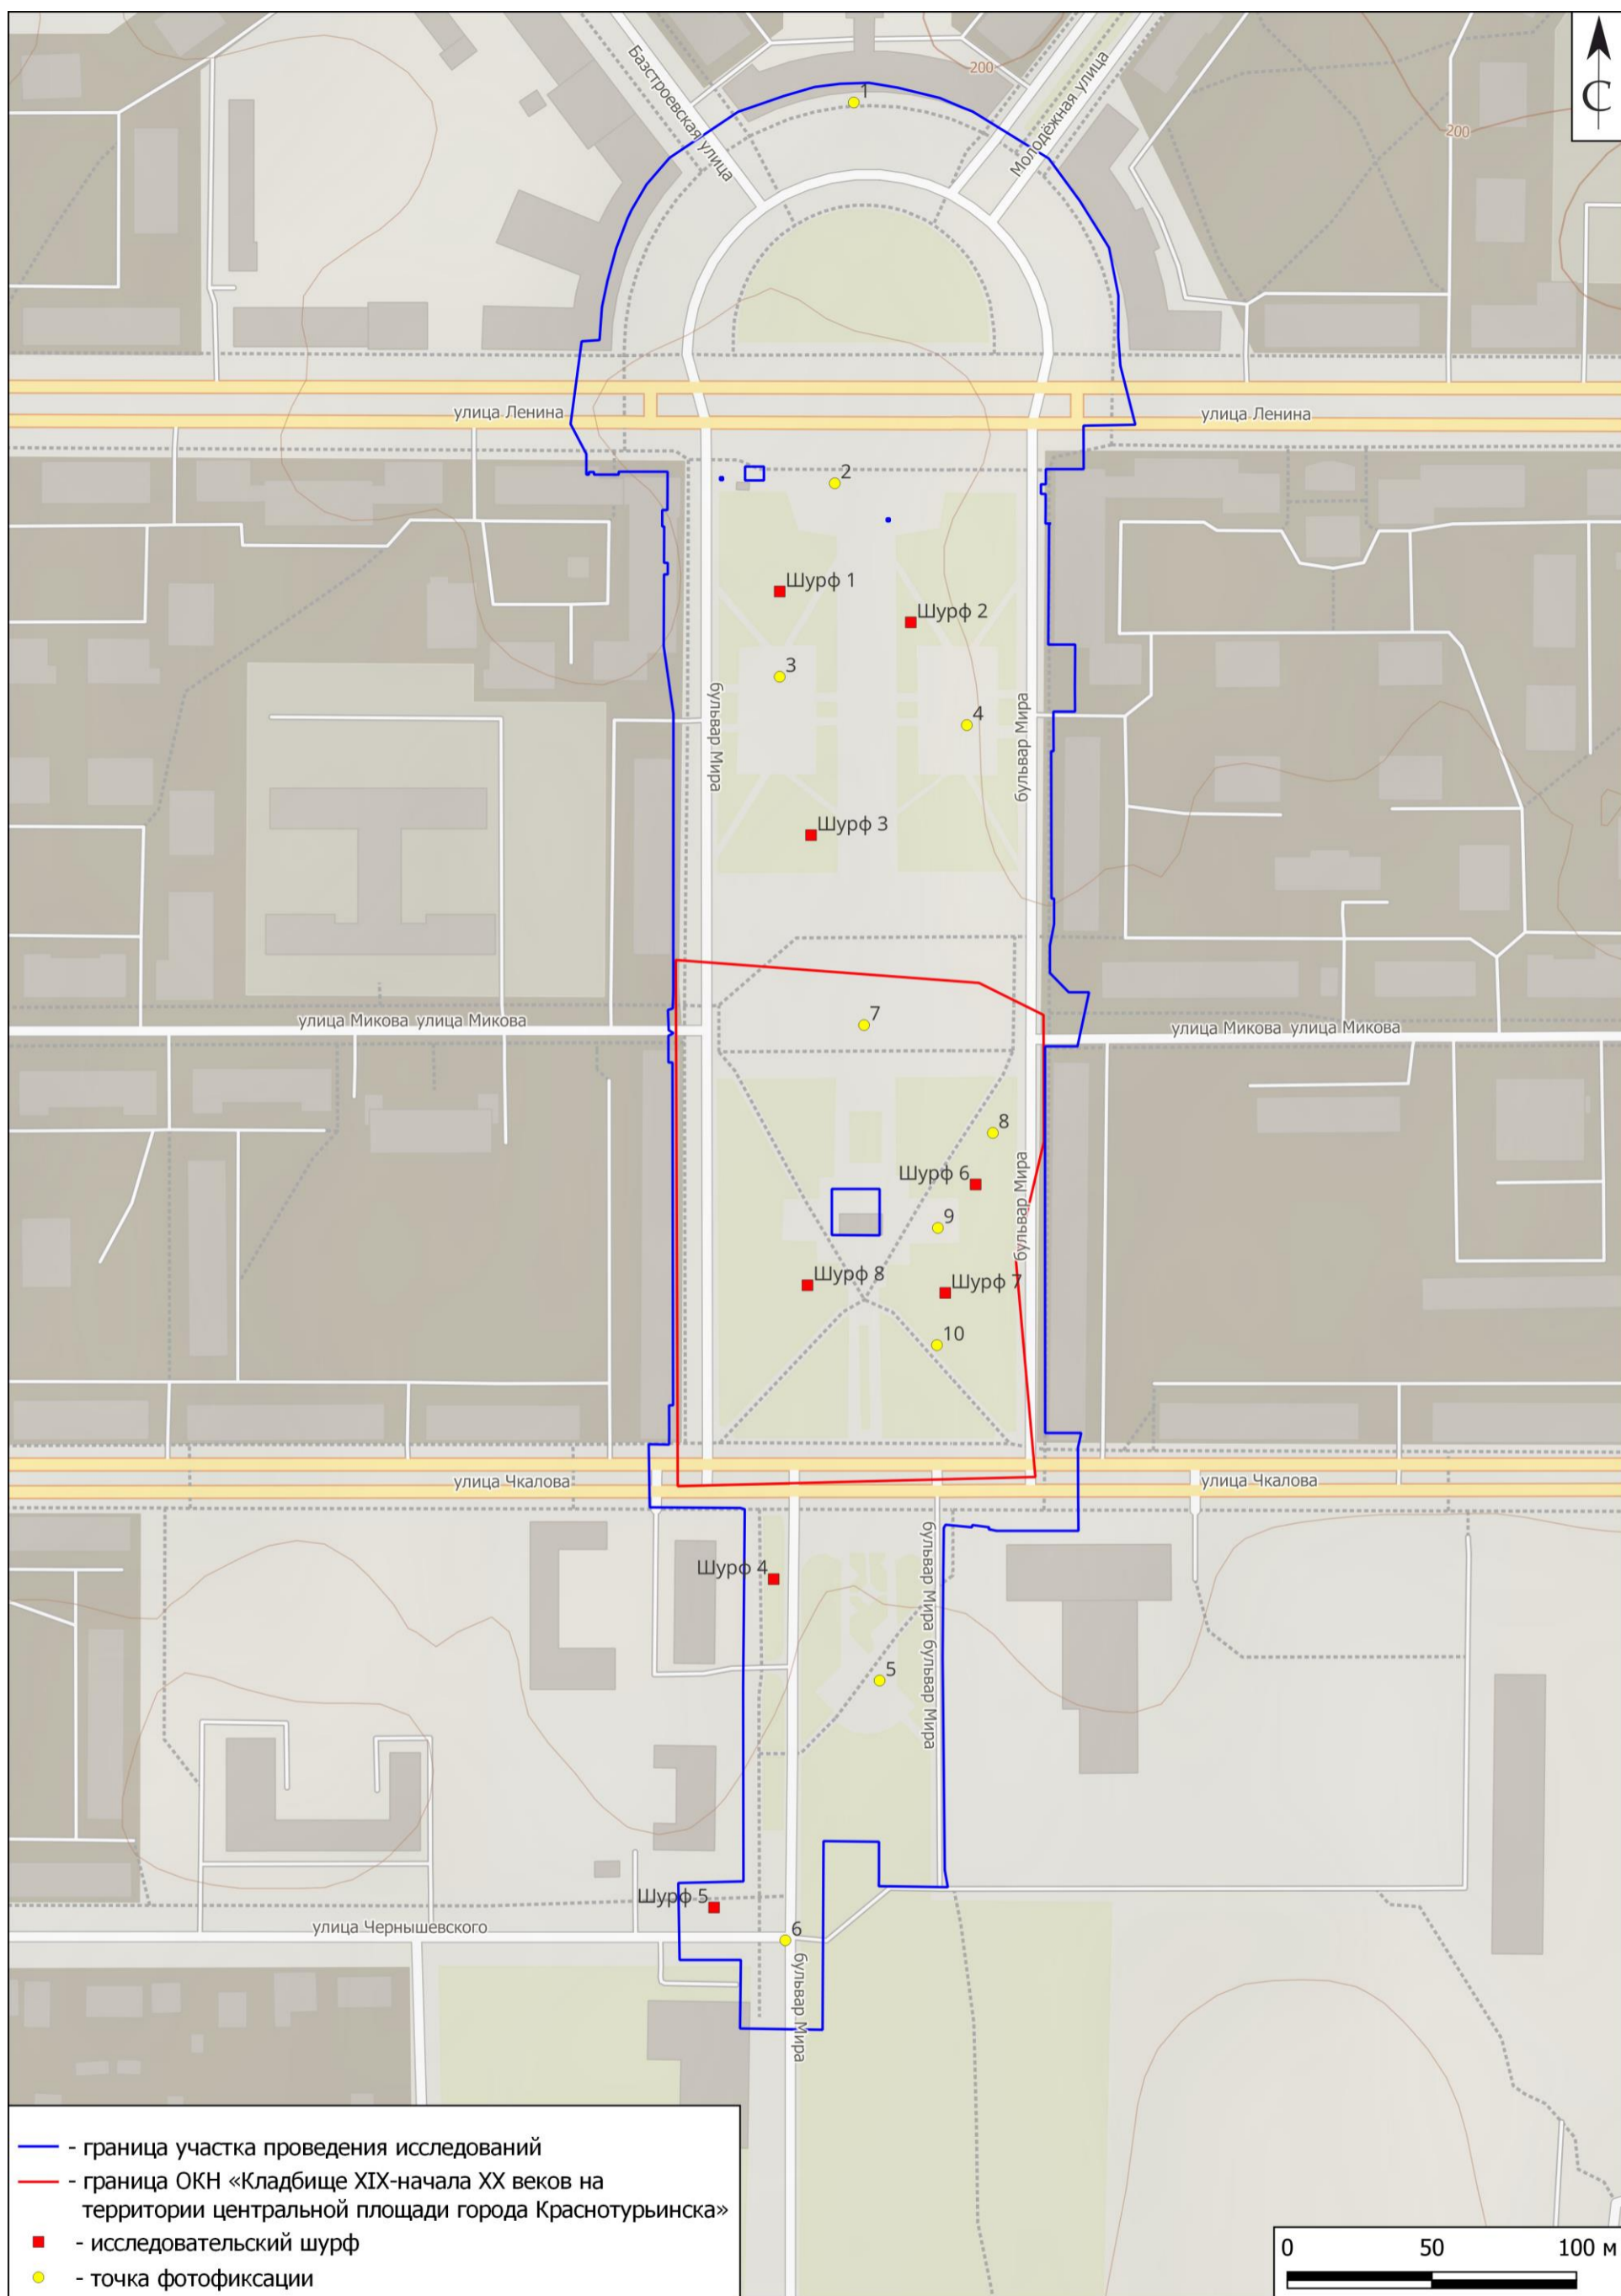 1
200
Базстроевская улица
Молодёжная улица
200
С
улица Ленина
улица Ленина
2
Шурф 1
Шурф 2
3
4
бульвар Мира
бульвар Мира
Шурф 3
7
улица Микова улица Микова
улица Микова улица Микова
8
Шурф 6
бульвар Мира
9
Шурф 8
Шурф 7
10
улица Чкалова
улица Чкалова
Шурф 4
бульвар Мира бульвар Мира
5
Шурф 5
улица Чернышевского
6
бульвар Мира
- граница участка проведения исследований
- граница ОКН «Кладбище XIX-начала XX веков на
территории центральной площади города Краснотурьинска»
- исследовательский шурф
- точка фотофиксации
0 50 100 м